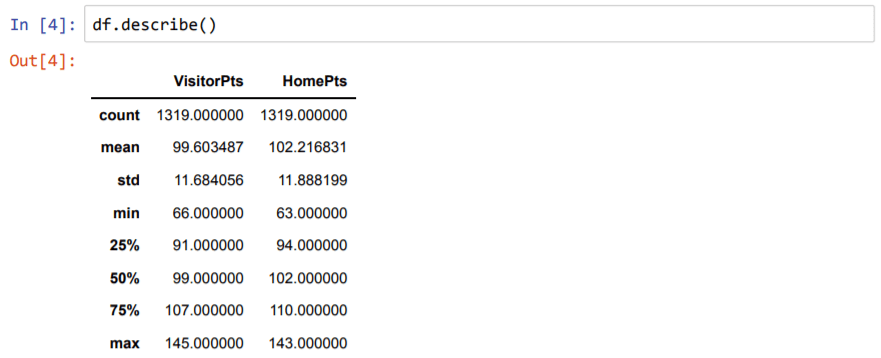 In [4]: df.describe()
Out[4]:
VisitorPts HomePts
count 1319.000000 1319.000000
mean 99.603487 102.216831
std 11.684056 11.888199
min 66.000000 63.000000
25% 91.000000 94.000000
50% 99.000000 102.000000
75% 107.000000 110.000000
max 145.000000 143.000000